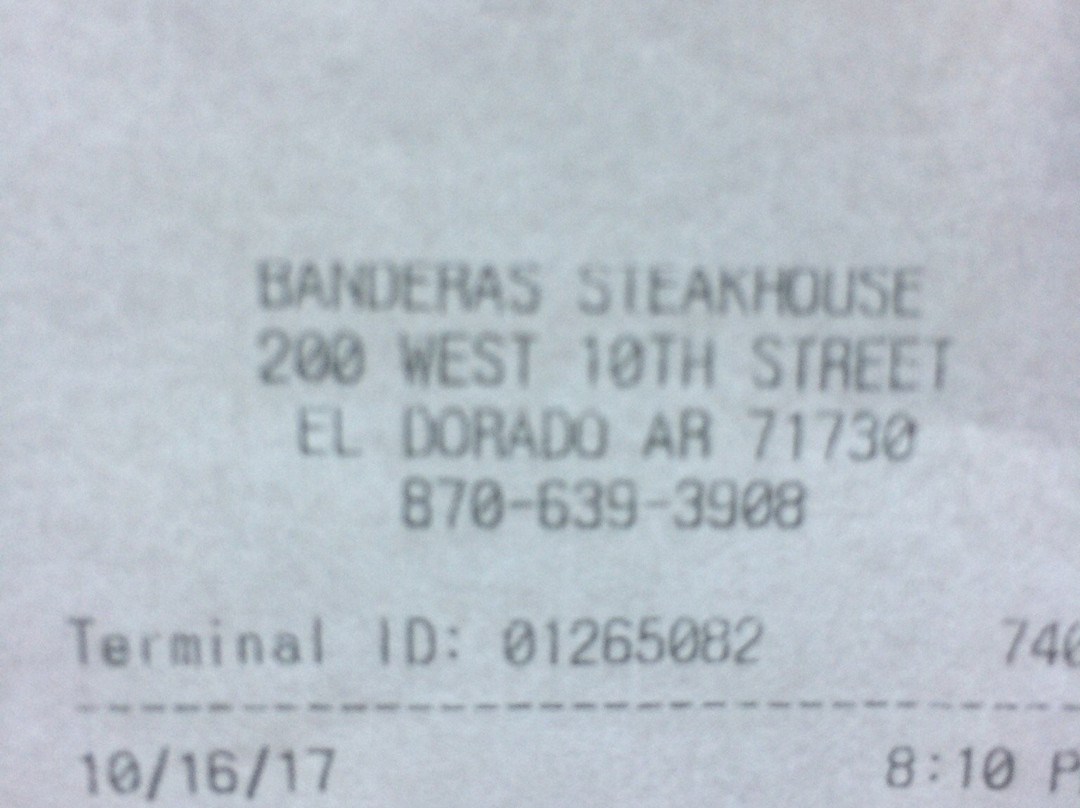 BANDERAS STEAKHOUSE
200 WEST 10TH STREET
EL DORADO AR 71730
870-639-3908
Terminal ID: 01265082 740
10/16/17 8:10 P